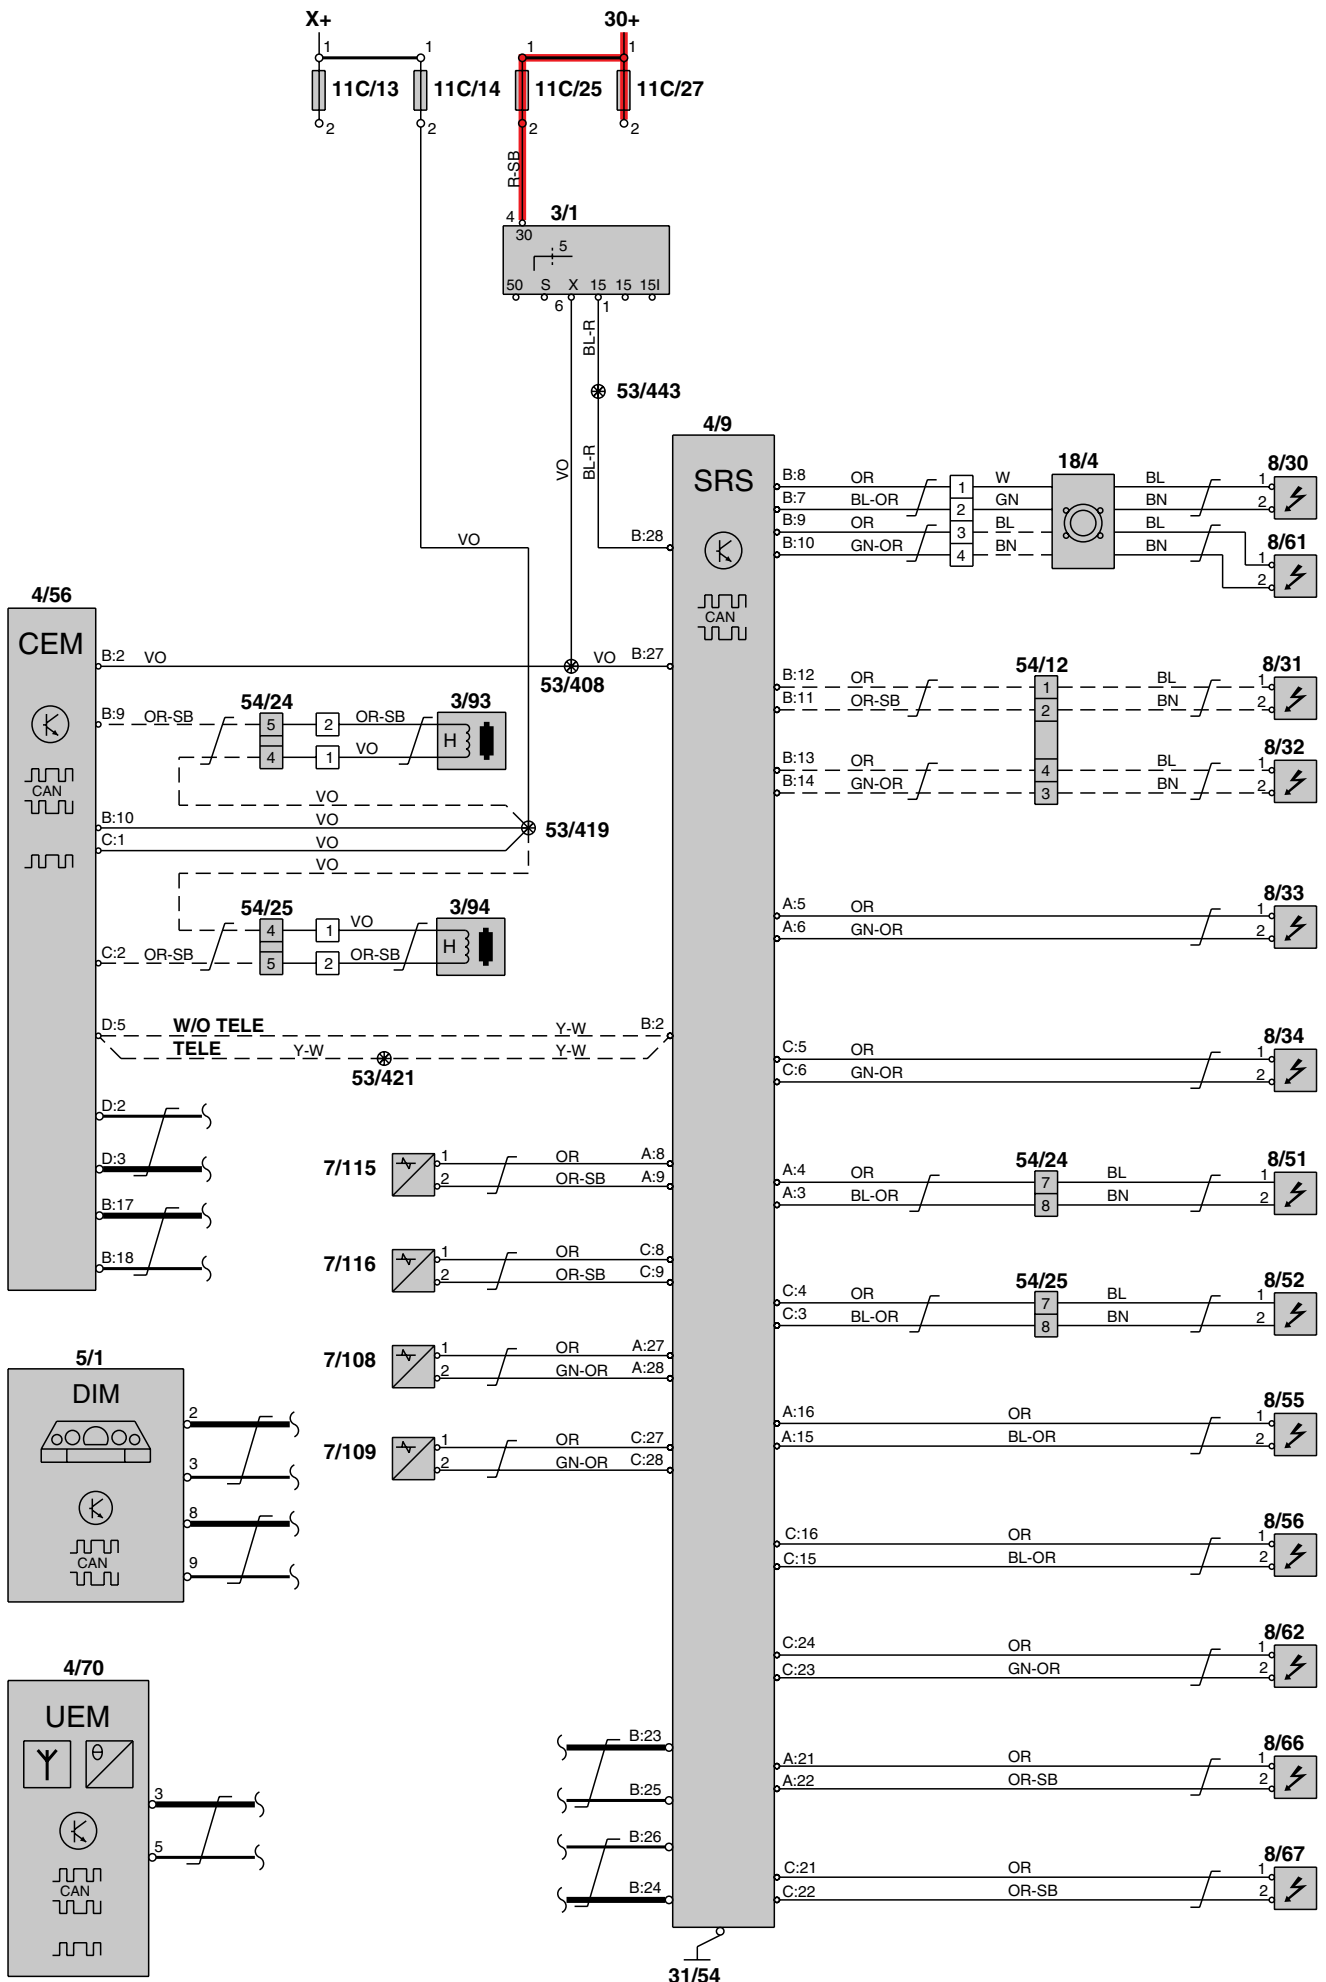 X+ 30+
1 1 1 1
11C/13 11C/14 11C/25 11C/27
2 2 2 2
R-SB
4 3/1
30
5
50 S X 15 15 15I
6 1
BL-R
53/443
VO BL-R
4/9
SRS
CAN
B:28
VO
B:8 OR 1 W 18/4 BL 1 8/30
B:7 BL-OR 2 GN BN 2
B:9 OR 3 BL BL 8/61
B:10 GN-OR 4 BN BN 1
2
4/56
CEM
CAN
B:2 VO VO B:27
53/408
B:9 OR-SB 54/24 5 2 OR-SB 3/93
4 1 VO H
VO
B:10 VO
C:1 VO 53/419
VO
54/25 4 1 VO 3/94
C:2 OR-SB 5 2 OR-SB H
B:12 OR 54/12 1 BL 1 8/31
B:11 OR-SB 2 BN 2
B:13 OR 4 BL 1 8/32
B:14 GN-OR 3 BN 2
A:5 OR 1 8/33
A:6 GN-OR 2
D:5 W/O TELE Y-W B:2
TELE Y-W Y-W
53/421
C:5 OR 1 8/34
C:6 GN-OR 2
D:2
D:3
B:17
B:18
7/115 1 OR A:8
2 OR-SB A:9
A:4 OR 54/24 7 BL 1 8/51
A:3 BL-OR 8 BN 2
7/116 1 OR C:8
2 OR-SB C:9
C:4 OR 54/25 7 BL 1 8/52
C:3 BL-OR 8 BN 2
7/108 1 OR A:27
2 GN-OR A:28
5/1
DIM
CAN
2
3
8
9
7/109 1 OR C:27
2 GN-OR C:28
A:16 OR 1 8/55
A:15 BL-OR 2
C:16 OR 1 8/56
C:15 BL-OR 2
C:24 OR 1 8/62
C:23 GN-OR 2
4/70
UEM
θ
CAN
3
5
B:23
B:25
B:26
B:24
A:21 OR 1 8/66
A:22 OR-SB 2
C:21 OR 1 8/67
C:22 OR-SB 2
31/54